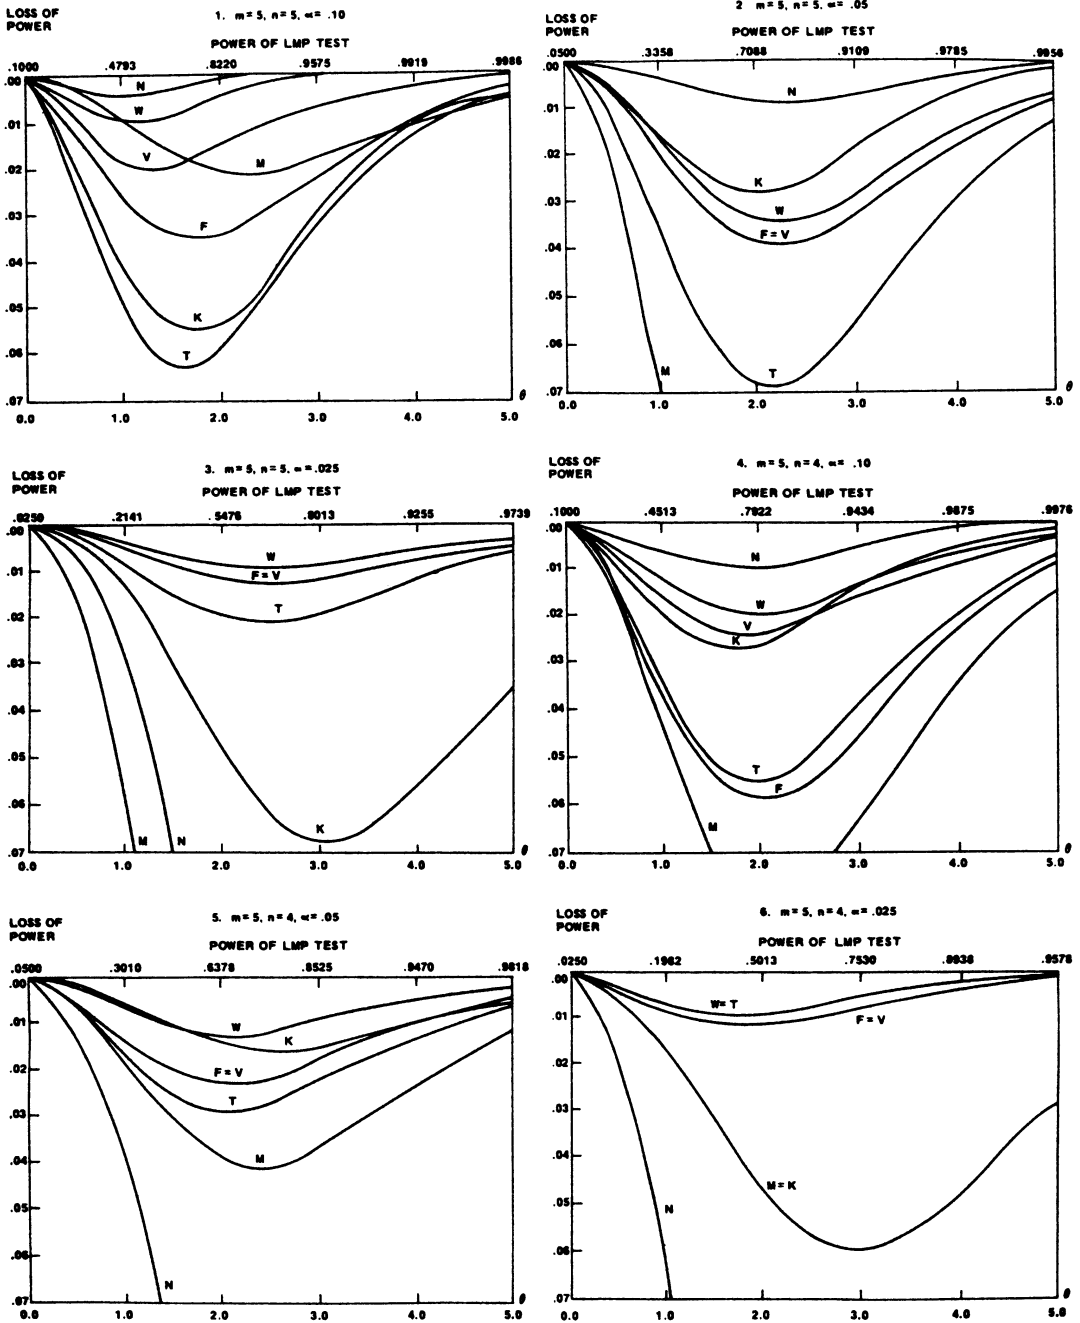 LOSS OF
POWER
1. m=5, n=5, ∝= .10
POWER OF LMP TEST
.1000 .4793 .8220 .9575 .9919 .9986
.00
.01
.02
.03
.04
.05
.06
.07
N
W
V
M
F
K
T
0.0 1.0 2.0 3.0 4.0 5.0
θ
LOSS OF
POWER
2 m=5, n=5, ∝= .05
POWER OF LMP TEST
.0500 .3358 .7088 .9109 .9785 .9956
.00
.01
.02
.03
.04
.05
.06
.07
N
K
W
F=V
M
T
0.0 1.0 2.0 3.0 4.0 5.0
θ
LOSS OF
POWER
3. m=5, n=5, ∝= .025
POWER OF LMP TEST
.0250 .2141 .5476 .8013 .9255 .9739
.00
.01
.02
.03
.04
.05
.06
.07
W
F=V
T
K
M
N
0.0 1.0 2.0 3.0 4.0 5.0
θ
LOSS OF
POWER
4. m=5, n=4, ∝= .10
POWER OF LMP TEST
.1000 .4513 .7922 .9434 .9875 .9976
.00
.01
.02
.03
.04
.05
.06
.07
N
W
V
K
T
F
M
0.0 1.0 2.0 3.0 4.0 5.0
θ
LOSS OF
POWER
5. m=5, n=4, ∝= .05
POWER OF LMP TEST
.0500 .3010 .6378 .8525 .9470 .9818
.00
.01
.02
.03
.04
.05
.06
.07
W
K
F=V
T
M
N
0.0 1.0 2.0 3.0 4.0 5.0
θ
LOSS OF
POWER
6. m=5, n=4, ∝= .025
POWER OF LMP TEST
.0250 .1982 .5013 .7530 .8938 .9578
.00
.01
.02
.03
.04
.05
.06
.07
W=T
F=V
M=K
N
0.0 1.0 2.0 3.0 4.0 5.0
θ